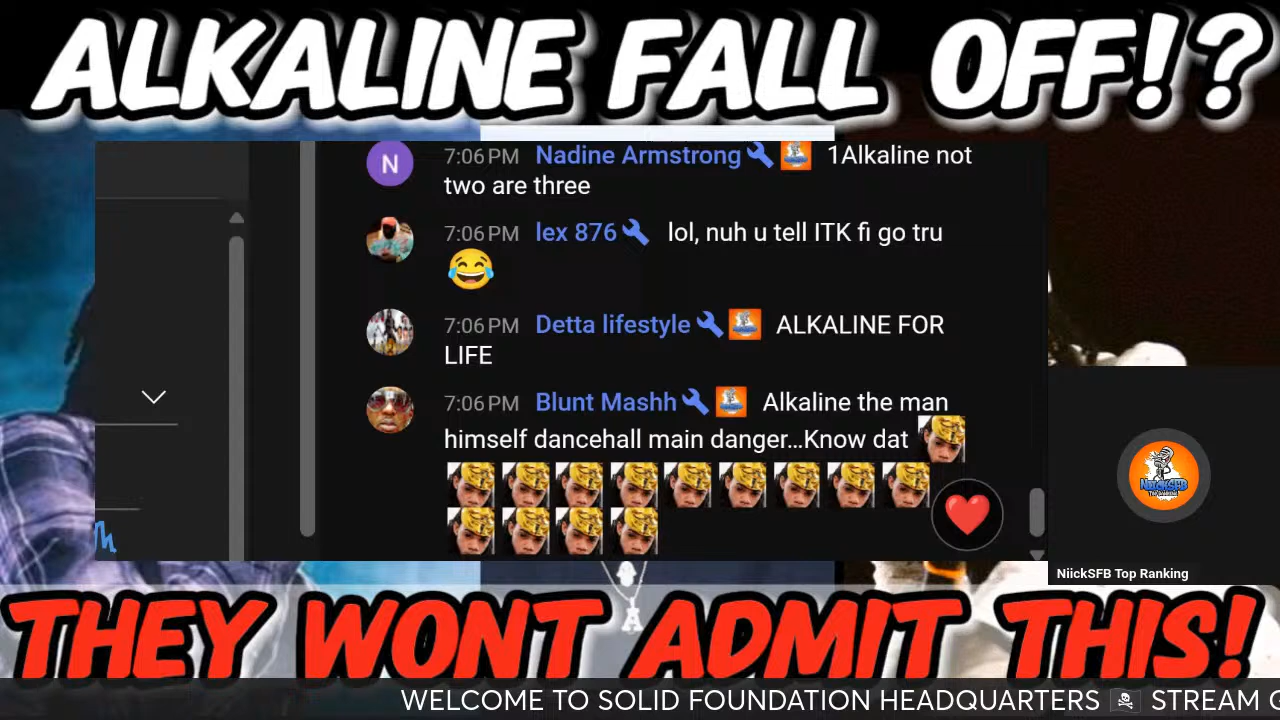 ALKALINE FALL OFF!?
N 7:06 PM Nadine Armstrong 1Alkaline not
two are three
7:06 PM lex 876 lol, nuh u tell ITK fi go tru
😂
7:06 PM Detta lifestyle ALKALINE FOR
LIFE
7:06 PM Blunt Mashh Alkaline the man
himself dancehall main danger...Know dat
NIICKSFB
NiickSFB Top Ranking
A
THEY WONT ADMIT THIS!
WELCOME TO SOLID FOUNDATION HEADQUARTERS ☠ STREAM